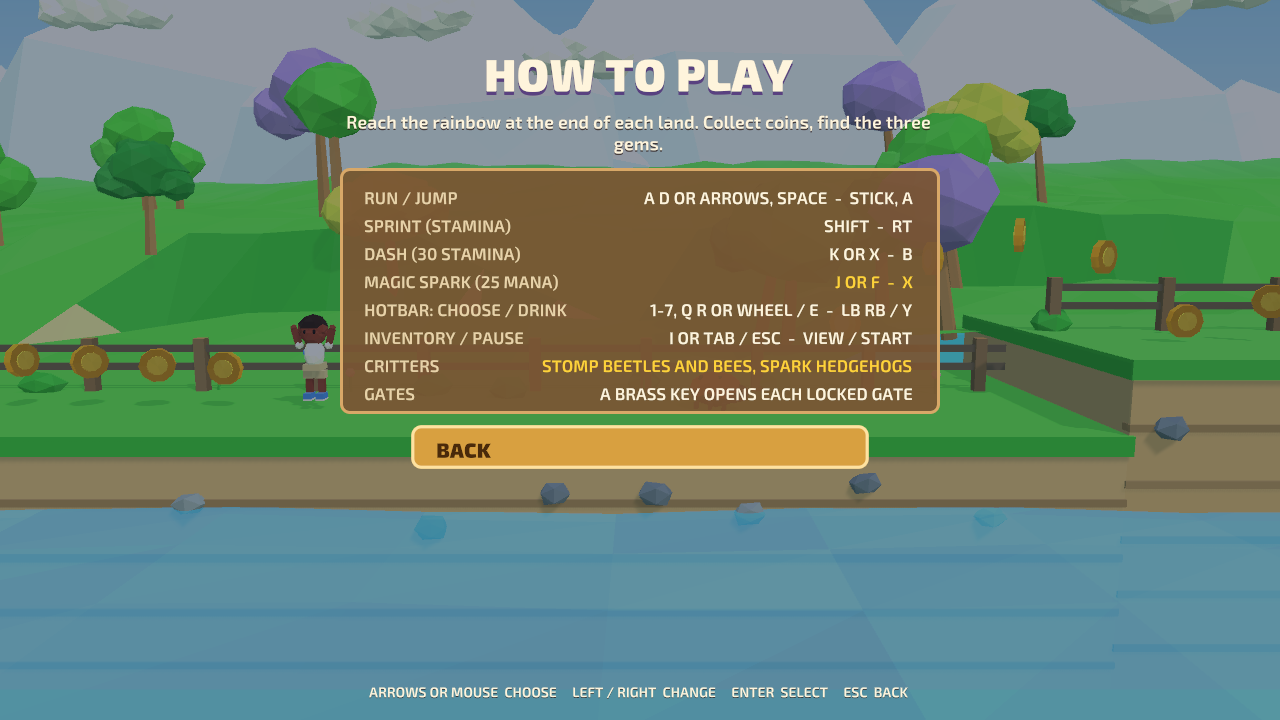 HOW TO PLAY
Reach the rainbow at the end of each land. Collect coins, find the three
gems.
RUN / JUMP A D OR ARROWS, SPACE - STICK, A
SPRINT (STAMINA) SHIFT - RT
DASH (30 STAMINA) K OR X - B
MAGIC SPARK (25 MANA) J OR F - X
HOTBAR: CHOOSE / DRINK 1-7, Q R OR WHEEL / E - LB RB / Y
INVENTORY / PAUSE I OR TAB / ESC - VIEW / START
CRITTERS STOMP BEETLES AND BEES, SPARK HEDGEHOGS
GATES A BRASS KEY OPENS EACH LOCKED GATE
BACK
ARROWS OR MOUSE CHOOSE LEFT / RIGHT CHANGE ENTER SELECT ESC BACK